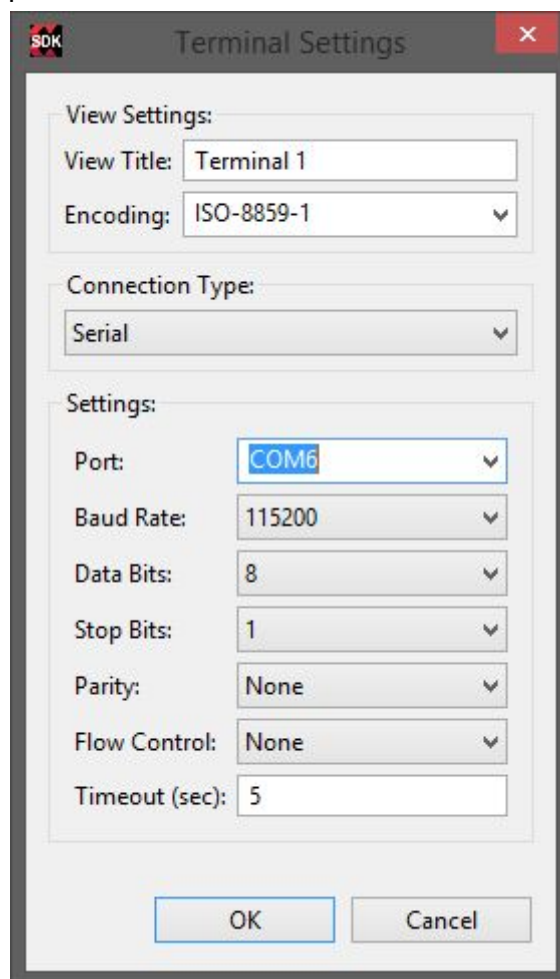 SDK Terminal Settings
View Settings:
View Title: Terminal 1
Encoding: ISO-8859-1
Connection Type:
Serial
Settings:
Port: COM6
Baud Rate: 115200
Data Bits: 8
Stop Bits: 1
Parity: None
Flow Control: None
Timeout (sec): 5
OK Cancel